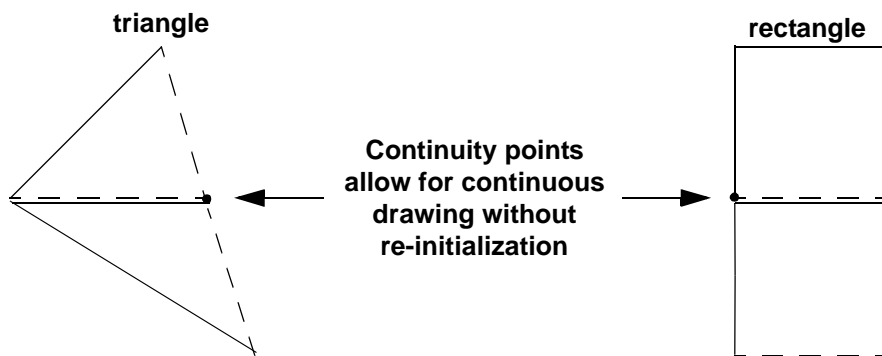 triangle
rectangle
Continuity points
allow for continuous
drawing without
re-initialization